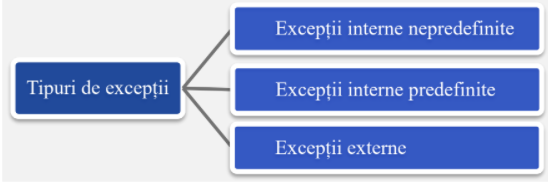 Tipuri de excepții
Excepții interne nepredefinite
Excepții interne predefinite
Excepții externe